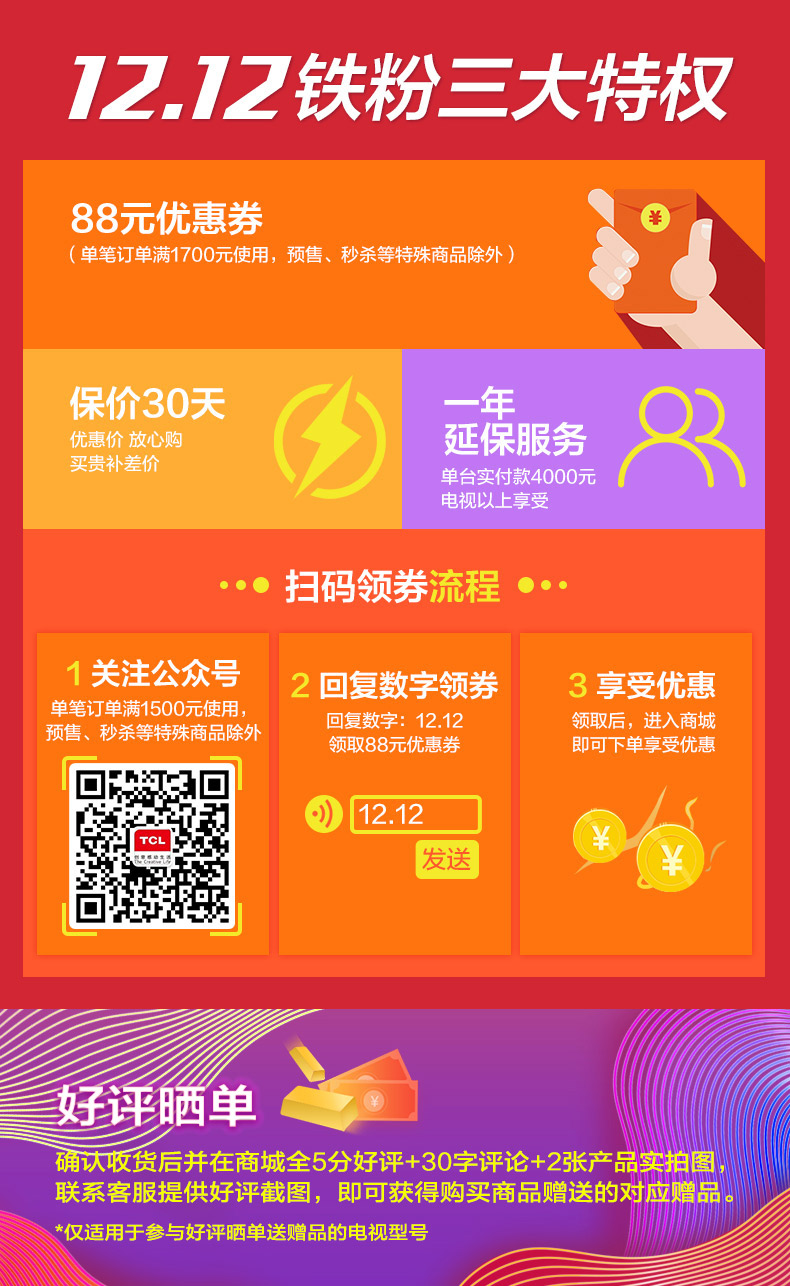 12.12铁粉三大特权
88元优惠券
（单笔订单满1700元使用，预售、秒杀等特殊商品除外）
¥
保价30天
优惠价 放心购
买贵补差价
一年
延保服务
单台实付款4000元
电视以上享受
扫码领券流程
1 关注公众号
单笔订单满1500元使用，
预售、秒杀等特殊商品除外
TCL
创意感动生活
The Creative Life
2 回复数字领券
回复数字：12.12
领取88元优惠券
12.12
发送
3 享受优惠
领取后，进入商城
即可下单享受优惠
¥
¥
好评晒单
¥
确认收货后并在商城全5分好评+30字评论+2张产品实拍图，
联系客服提供好评截图，即可获得购买商品赠送的对应赠品。
*仅适用于参与好评晒单送赠品的电视型号